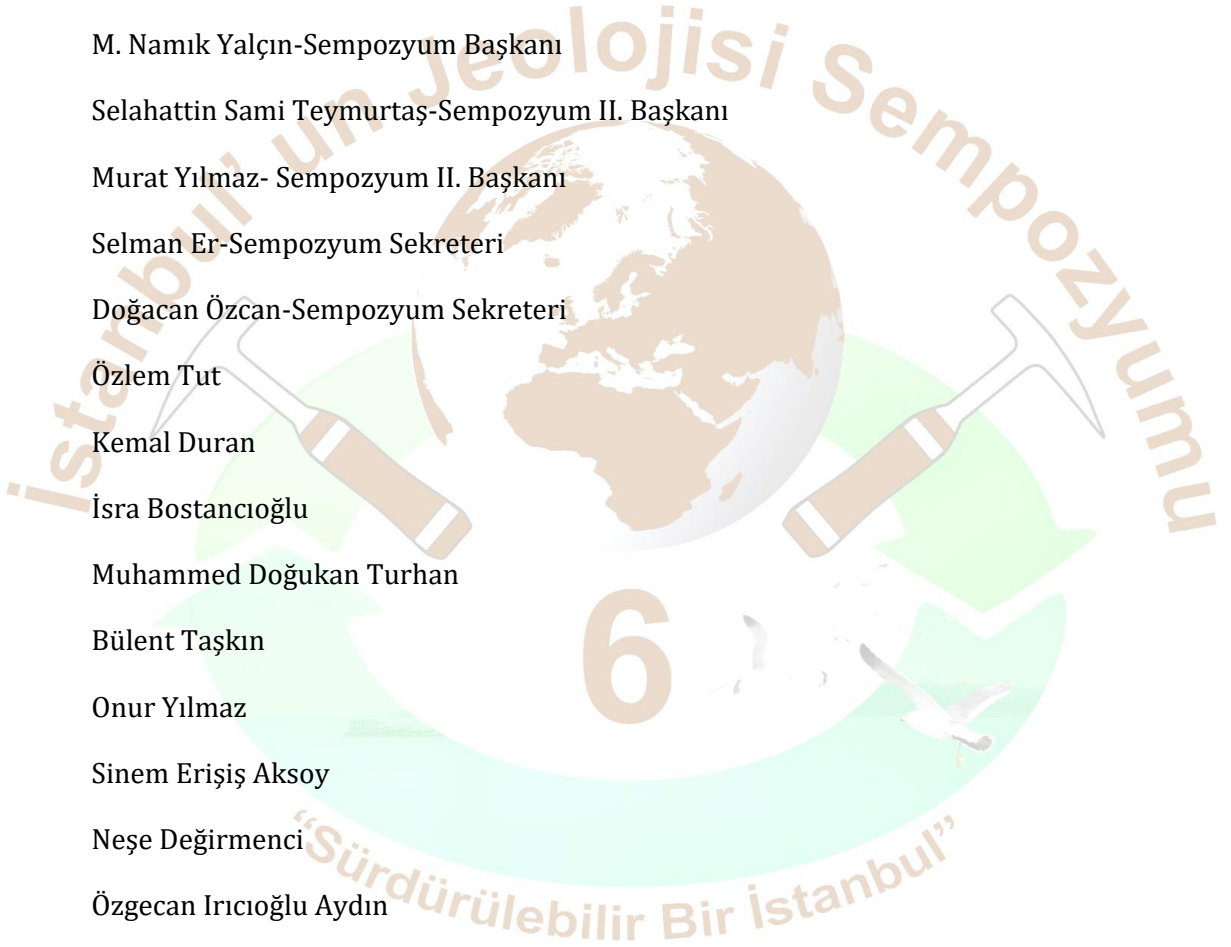 İstanbul' un Jeolojisi Sempozyumu
M. Namık Yalçın-Sempozyum Başkanı
Selahattin Sami Teymurtaş-Sempozyum II. Başkanı
Murat Yılmaz- Sempozyum II. Başkanı
Selman Er-Sempozyum Sekreteri
Doğacan Özcan-Sempozyum Sekreteri
Özlem Tut
Kemal Duran
İsra Bostancıoğlu
Muhammed Doğukan Turhan
Bülent Taşkın
Onur Yılmaz
Sinem Erişiş Aksoy
Neşe Değirmenci
Özgecan Irıcıoğlu Aydın
6
“Sürdürülebilir Bir İstanbul”